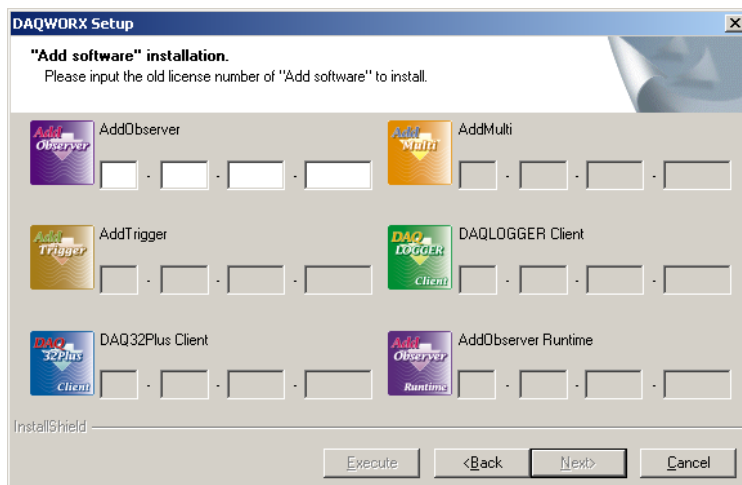 DAQWORX Setup
"Add software" installation.
Please input the old license number of "Add software" to install.
Add
Observer
AddObserver
- - -
Add
Multi
AddMulti
- - -
Add
Trigger
AddTrigger
- - -
DAQ
LOGGER
Client
DAQLOGGER Client
- - -
DAQ
32Plus
Client
DAQ32Plus Client
- - -
Add
Observer
Runtime
AddObserver Runtime
- - -
InstallShield
Execute <Back Next> Cancel